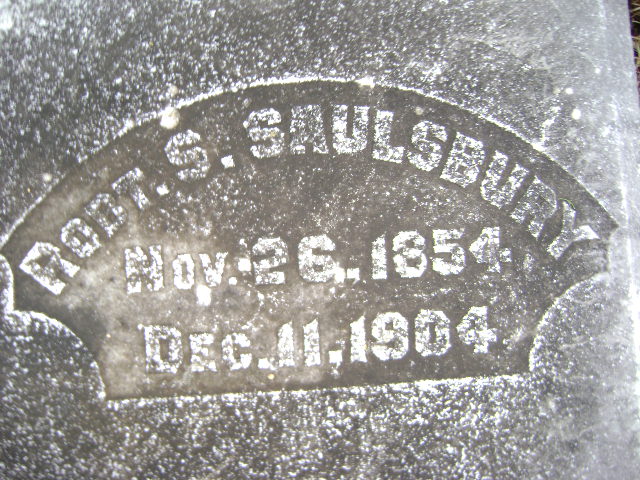 ROBT. S. SAULSBURY
NOV. 26, 1854.
DEC. 11, 1904.